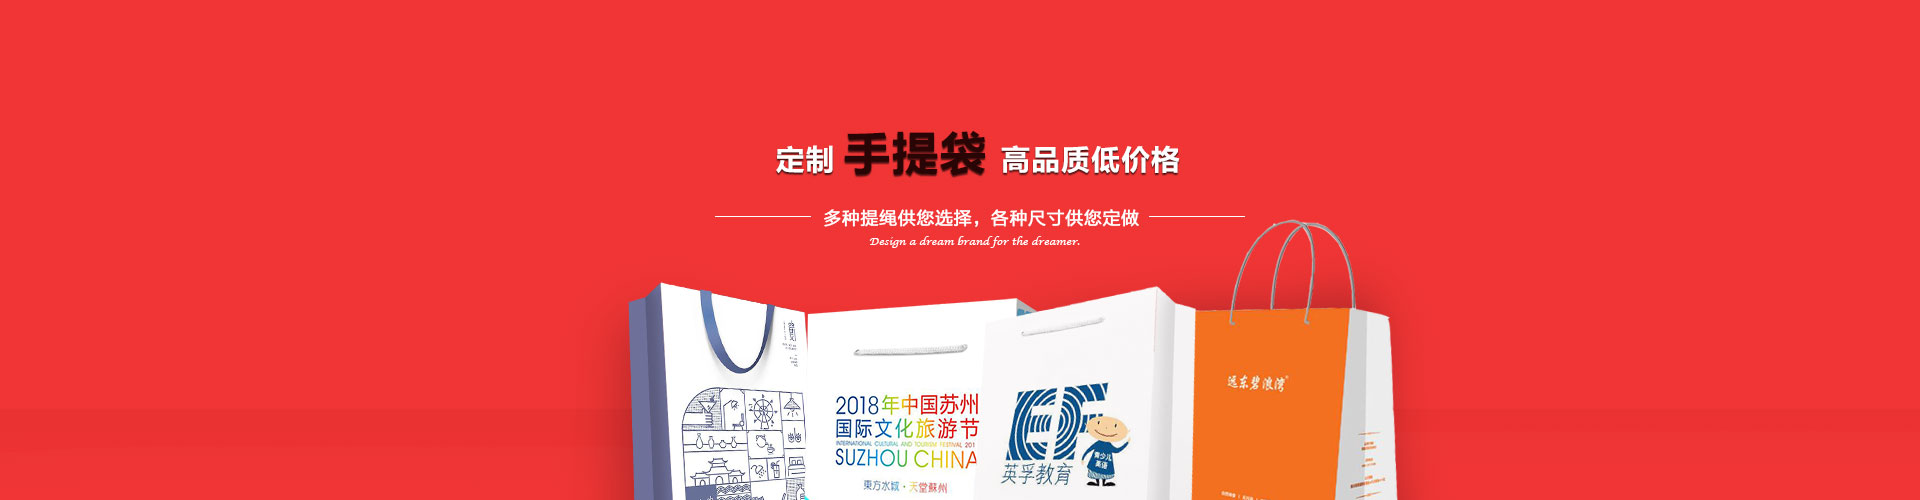 定制 手提袋 高品质低价格
多种提绳供您选择，各种尺寸供您定做
Design a dream brand for the dreamer.
2018年中国苏州
国际文化旅游节
INTERNATIONAL CULTURAL AND TOURISM FESTIVAL 201
SUZHOU CHINA
東方水城·天堂蘇州
EF
英孚教育
青少儿
英语
远东碧浪湾